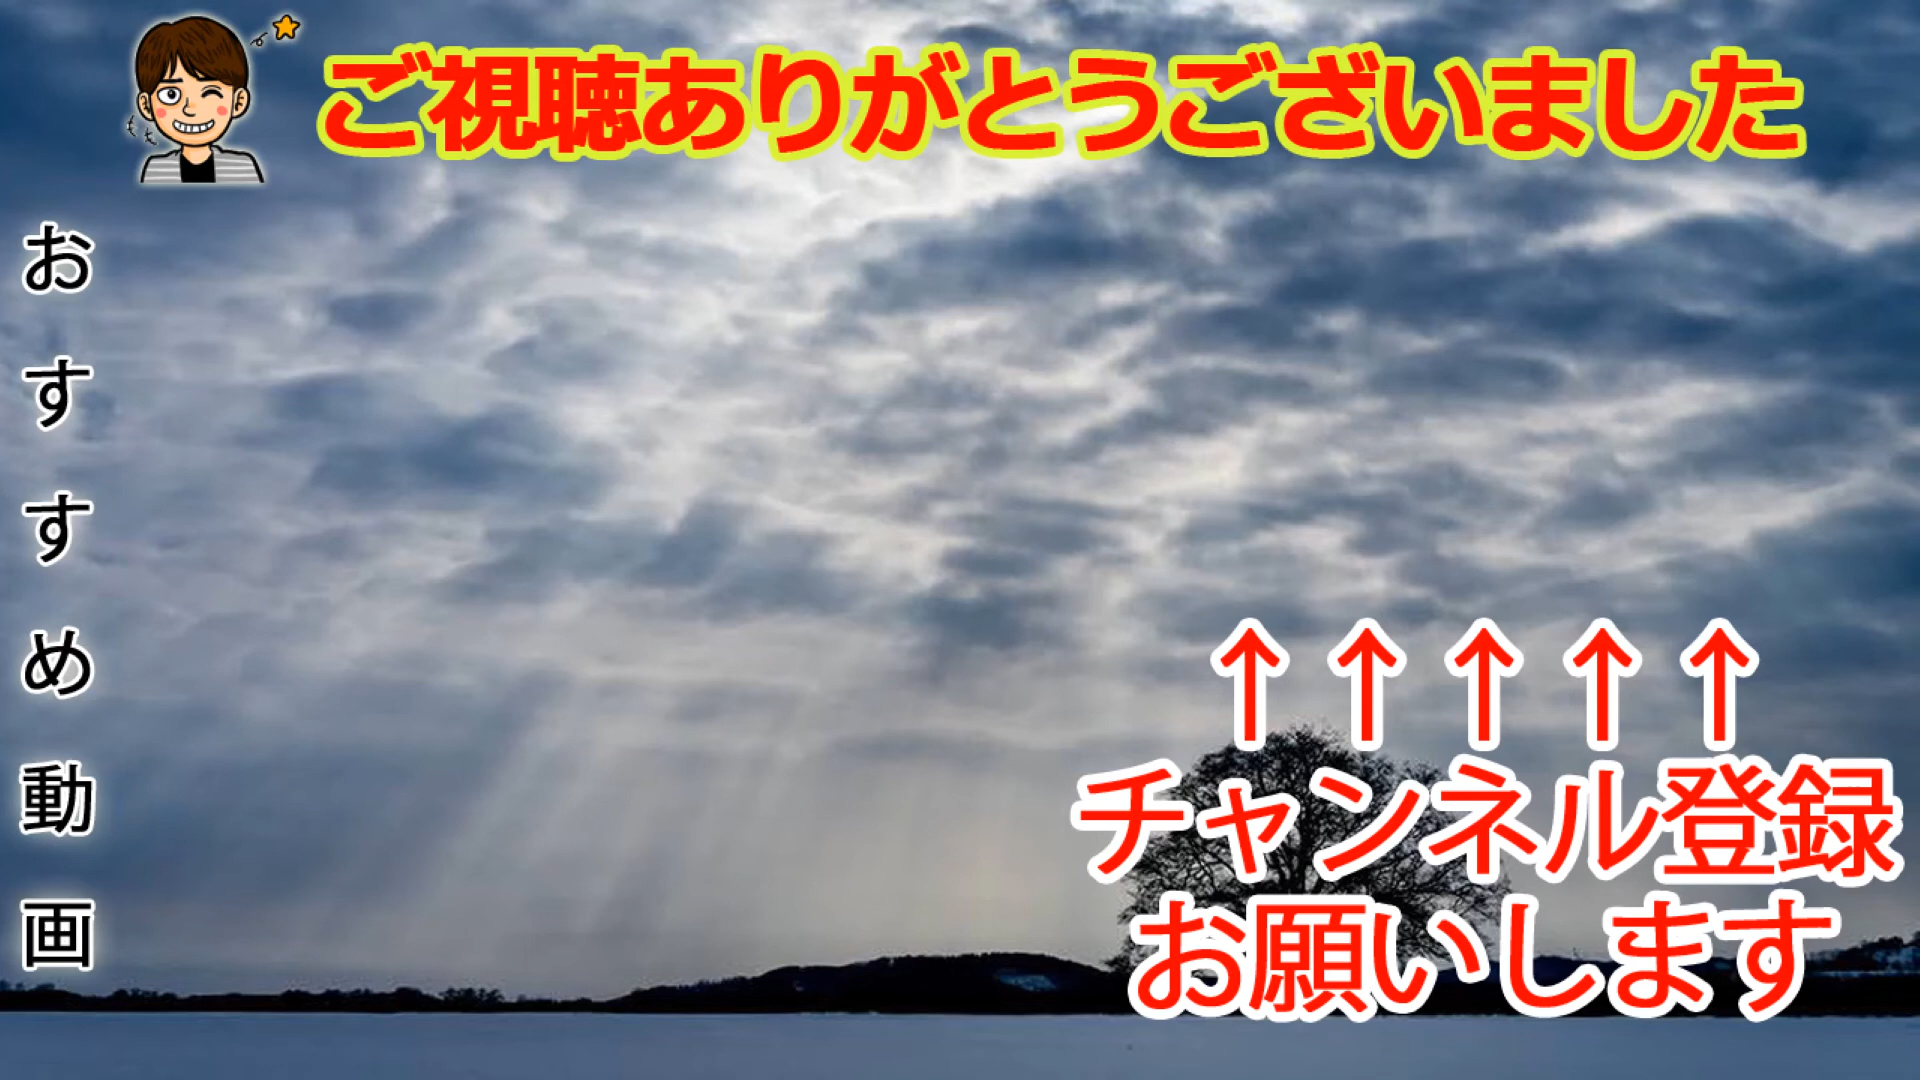 ご視聴ありがとうございました
おすすめ動画
↑↑↑↑↑
チャンネル登録
お願いします